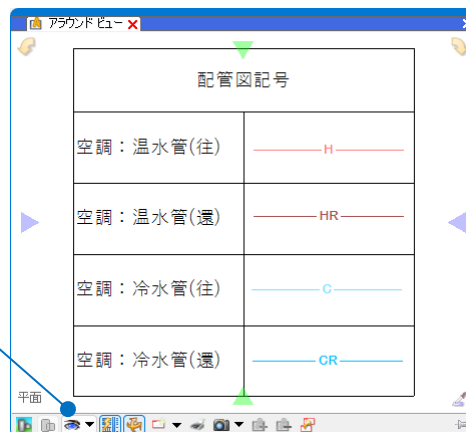 アラウンド ビュー
配管図記号
空調：温水管(往)
H
空調：温水管(還)
HR
空調：冷水管(往)
C
空調：冷水管(還)
CR
平面